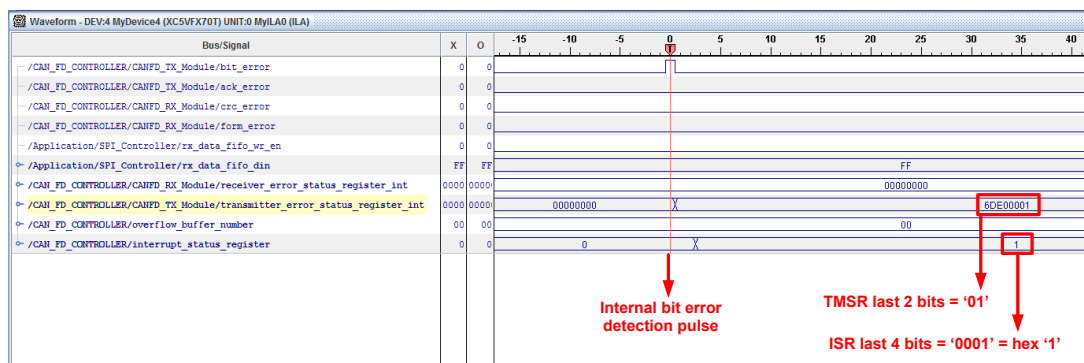 Waveform - DEV:4 MyDevice4 (XC5VFX70T) UNIT:0 MyILA0 (ILA)
Bus/Signal X O -15 -10 -5 0 5 10 15 20 25 30 35 40
T
/CAN_FD_CONTROLLER/CANFD_TX_Module/bit_error 0 0
/CAN_FD_CONTROLLER/CANFD_TX_Module/ack_error 0 0
/CAN_FD_CONTROLLER/CANFD_RX_Module/crc_error 0 0
/CAN_FD_CONTROLLER/CANFD_RX_Module/form_error 0 0
/Application/SPI_Controller/rx_data_fifo_wr_en 0 0
/Application/SPI_Controller/rx_data_fifo_din FF FF FF
/CAN_FD_CONTROLLER/CANFD_RX_Module/receiver_error_status_register_int 0000 0000 00000000
/CAN_FD_CONTROLLER/CANFD_TX_Module/transmitter_error_status_register_int 0000 0000 00000000 6DE00001
/CAN_FD_CONTROLLER/overflow_buffer_number 00 00 00
/CAN_FD_CONTROLLER/interrupt_status_register 0 0 0 1
Internal bit error
detection pulse
TMSR last 2 bits = ‘01’
ISR last 4 bits = ‘0001’ = hex ‘1’